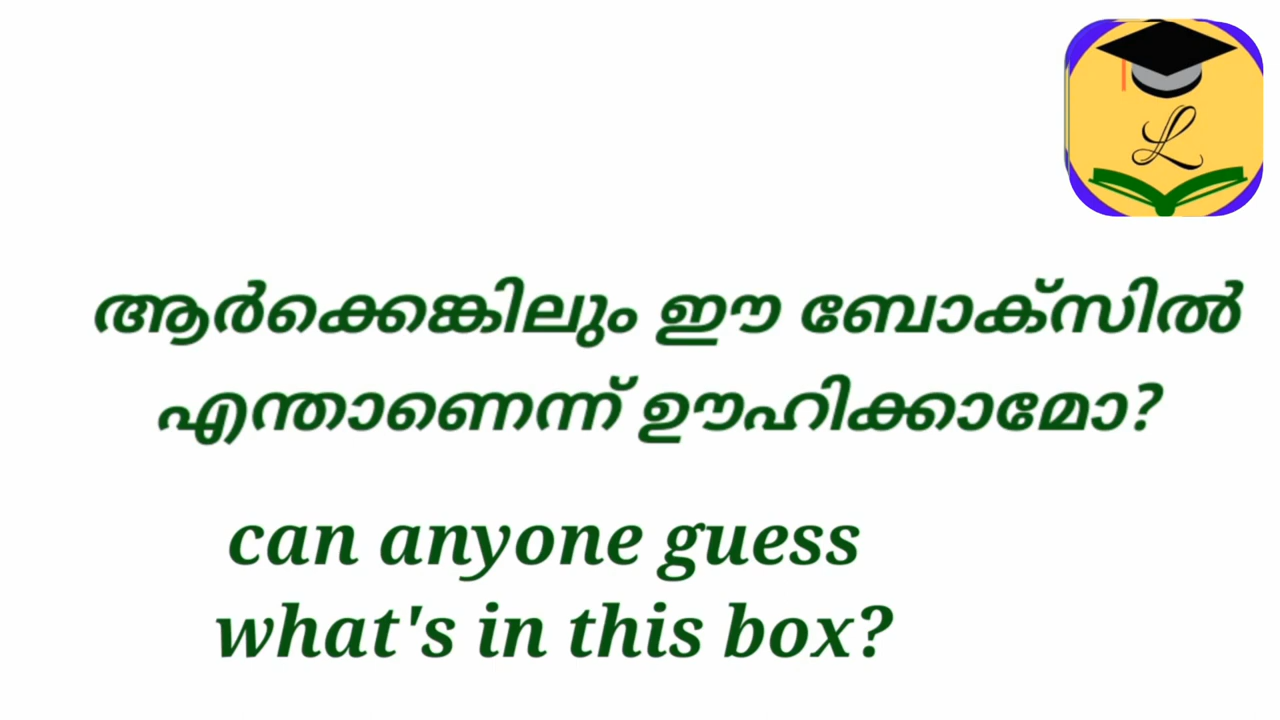 L
ആർക്കെങ്കിലും ഈ ബോക്സിൽ
എന്താണെന്ന് ഊഹിക്കാമോ?
can anyone guess
what's in this box?